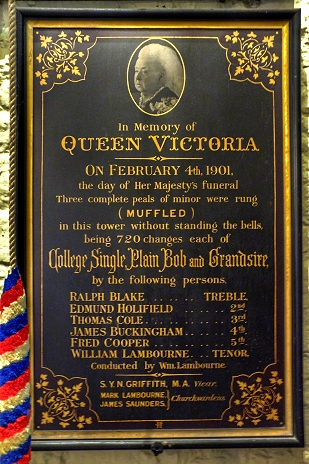 In Memory of
QUEEN VICTORIA.
ON FEBRUARY 4th, 1901,
the day of HER MAJESTY'S funeral
Three complete peals of minor were rung
(MUFFLED)
in this tower without standing the bells,
being 720 changes each of
College Single, Plain Bob and Grandsire,
by the following persons.
RALPH BLAKE ...... TREBLE.
EDMUND HOLIFIELD ...... 2nd
THOMAS COLE ...... 3rd
JAMES BUCKINGHAM ...... 4th
FRED COOPER ...... 5th
WILLIAM LAMBOURNE ... TENOR.
Conducted by Wm. Lambourne.
S.Y.N. GRIFFITH, M.A. Vicar.
MARK LAMBOURNE,
JAMES SAUNDERS, } Churchwardens.